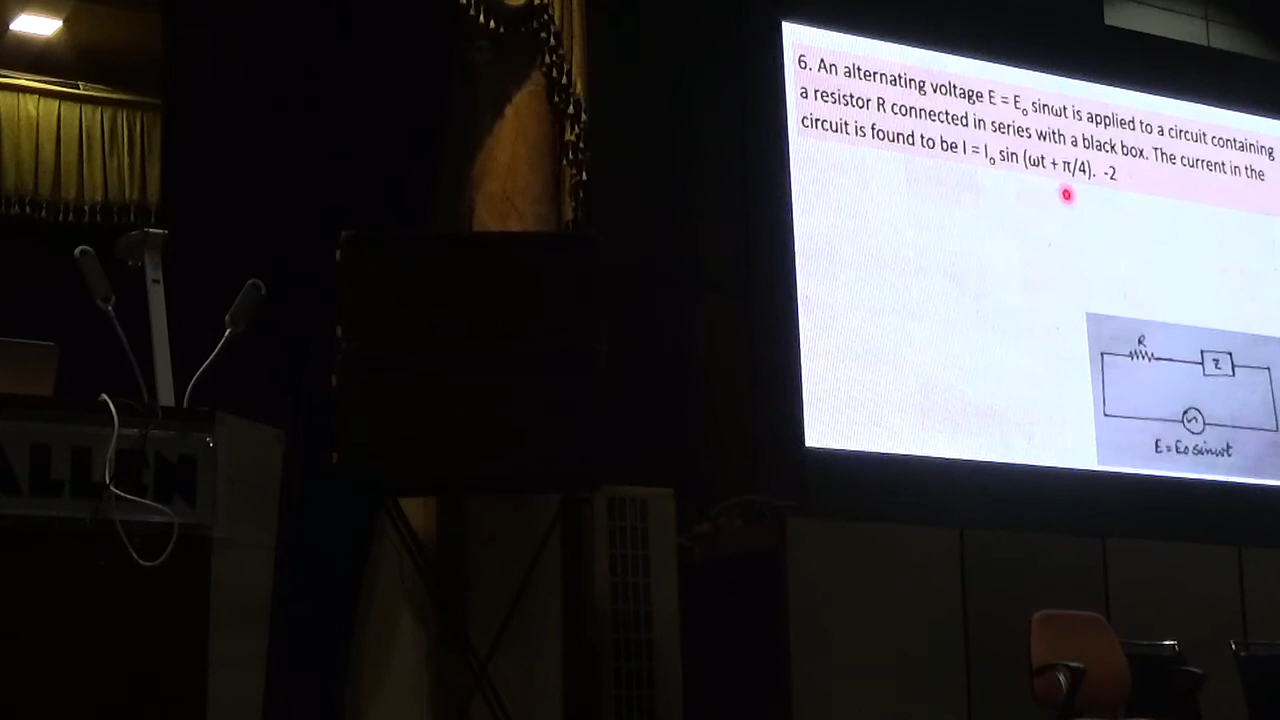 6. An alternating voltage E = E₀ sinωt is applied to a circuit containing
a resistor R connected in series with a black box. The current in the
circuit is found to be I = I₀ sin (ωt + π/4). -2
R
Z
E = E₀ sinωt
ALLEN